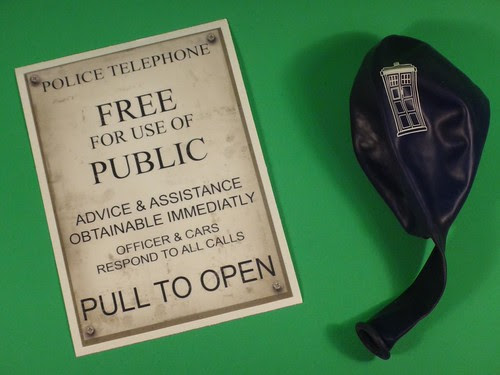 POLICE TELEPHONE
FREE
FOR USE OF
PUBLIC
ADVICE & ASSISTANCE
OBTAINABLE IMMEDIATLY
OFFICER & CARS
RESPOND TO ALL CALLS
PULL TO OPEN